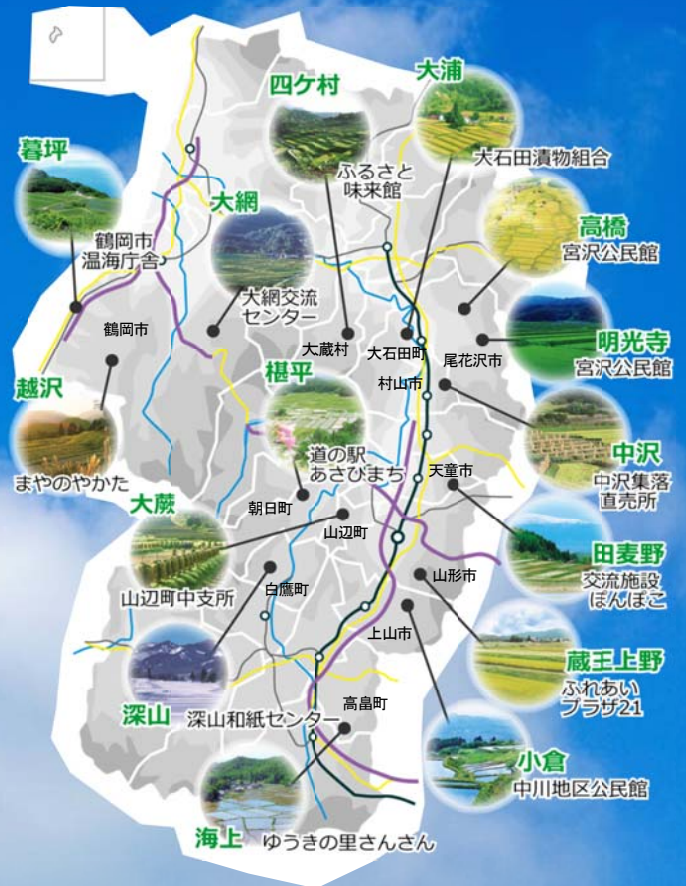 四ケ村
ふるさと
味来館
大浦
大石田漬物組合
暮坪
鶴岡市
温海庁舎
大網
大網交流
センター
高橋
宮沢公民館
鶴岡市
大蔵村
大石田町
尾花沢市
村山市
明光寺
宮沢公民館
越沢
まやのやかた
椹平
道の駅
あさひまち
中沢
中沢集落
直売所
天童市
朝日町
山辺町
大蕨
山辺町中支所
田麦野
交流施設
ぽんぽこ
白鷹町
山形市
上山市
蔵王上野
ふれあい
プラザ21
深山
深山和紙センター
高畠町
小倉
中川地区公民館
海上
ゆうきの里さんさん